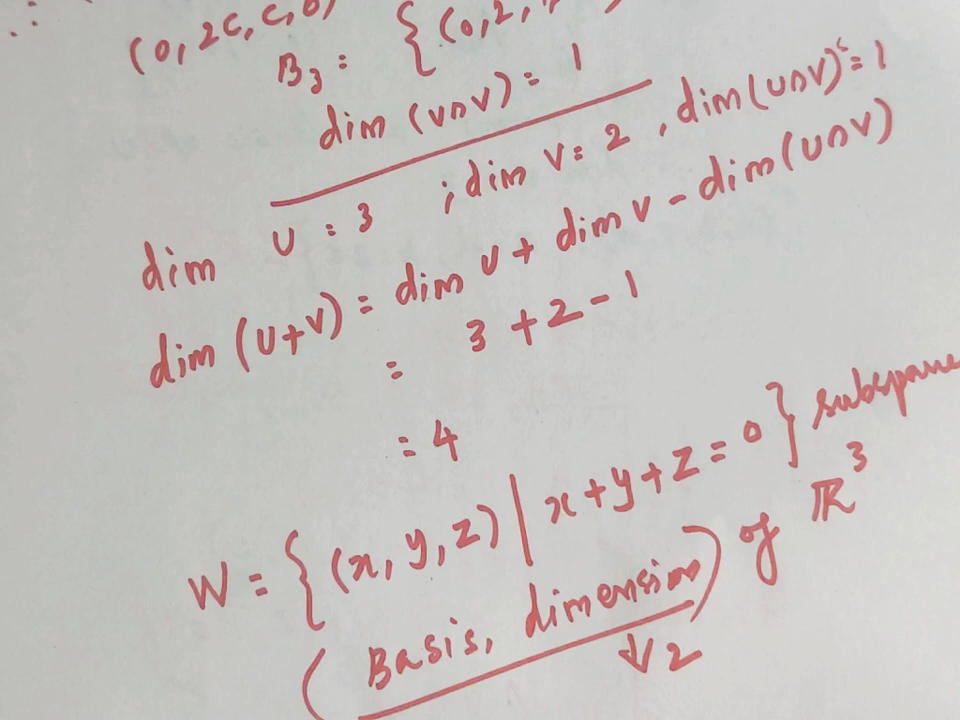 ∴
(0, 2c, c, 0)
B₃ = { (0, 2,
dim (U∩V) = 1
dim U = 3 ; dim V = 2 , dim (U∩V) = 1
dim (U+V) = dim U + dim V - dim (U∩V)
= 3 + 2 - 1
= 4
W = { (x, y, z) | x+y+z = 0 } subspace
(Basis, dimension) of ℝ³
↓ 2